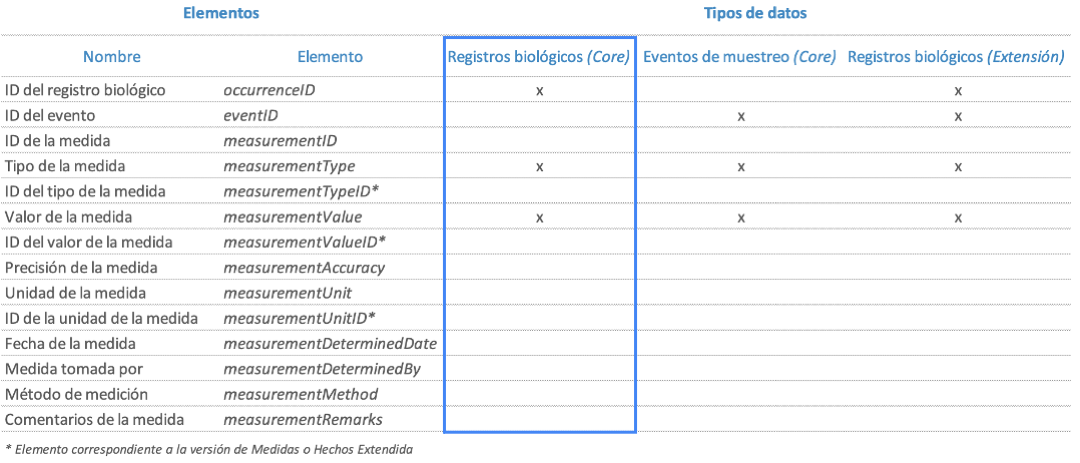 Elementos Tipos de datos
Nombre Elemento Registros biológicos (Core) Eventos de muestreo (Core) Registros biológicos (Extensión)
ID del registro biológico occurrenceID x x
ID del evento eventID x x
ID de la medida measurementID
Tipo de la medida measurementType x x x
ID del tipo de la medida measurementTypeID*
Valor de la medida measurementValue x x x
ID del valor de la medida measurementValueID*
Precisión de la medida measurementAccuracy
Unidad de la medida measurementUnit
ID de la unidad de la medida measurementUnitID*
Fecha de la medida measurementDeterminedDate
Medida tomada por measurementDeterminedBy
Método de medición measurementMethod
Comentarios de la medida measurementRemarks
* Elemento correspondiente a la versión de Medidas o Hechos Extendida